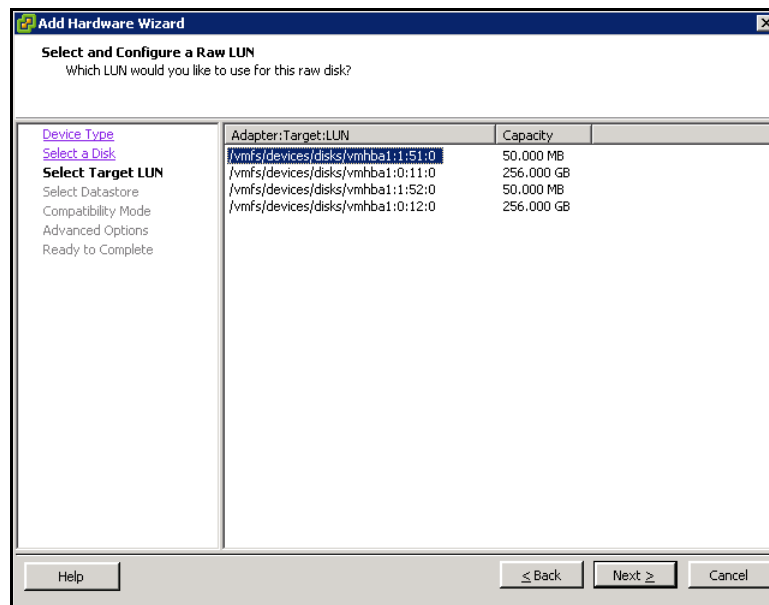 Add Hardware Wizard
Select and Configure a Raw LUN
Which LUN would you like to use for this raw disk?
Device Type
Select a Disk
Select Target LUN
Select Datastore
Compatibility Mode
Advanced Options
Ready to Complete
Adapter:Target:LUN Capacity
/vmfs/devices/disks/vmhba1:1:51:0 50.000 MB
/vmfs/devices/disks/vmhba1:0:11:0 256.000 GB
/vmfs/devices/disks/vmhba1:1:52:0 50.000 MB
/vmfs/devices/disks/vmhba1:0:12:0 256.000 GB
Help ≤ Back Next ≥ Cancel